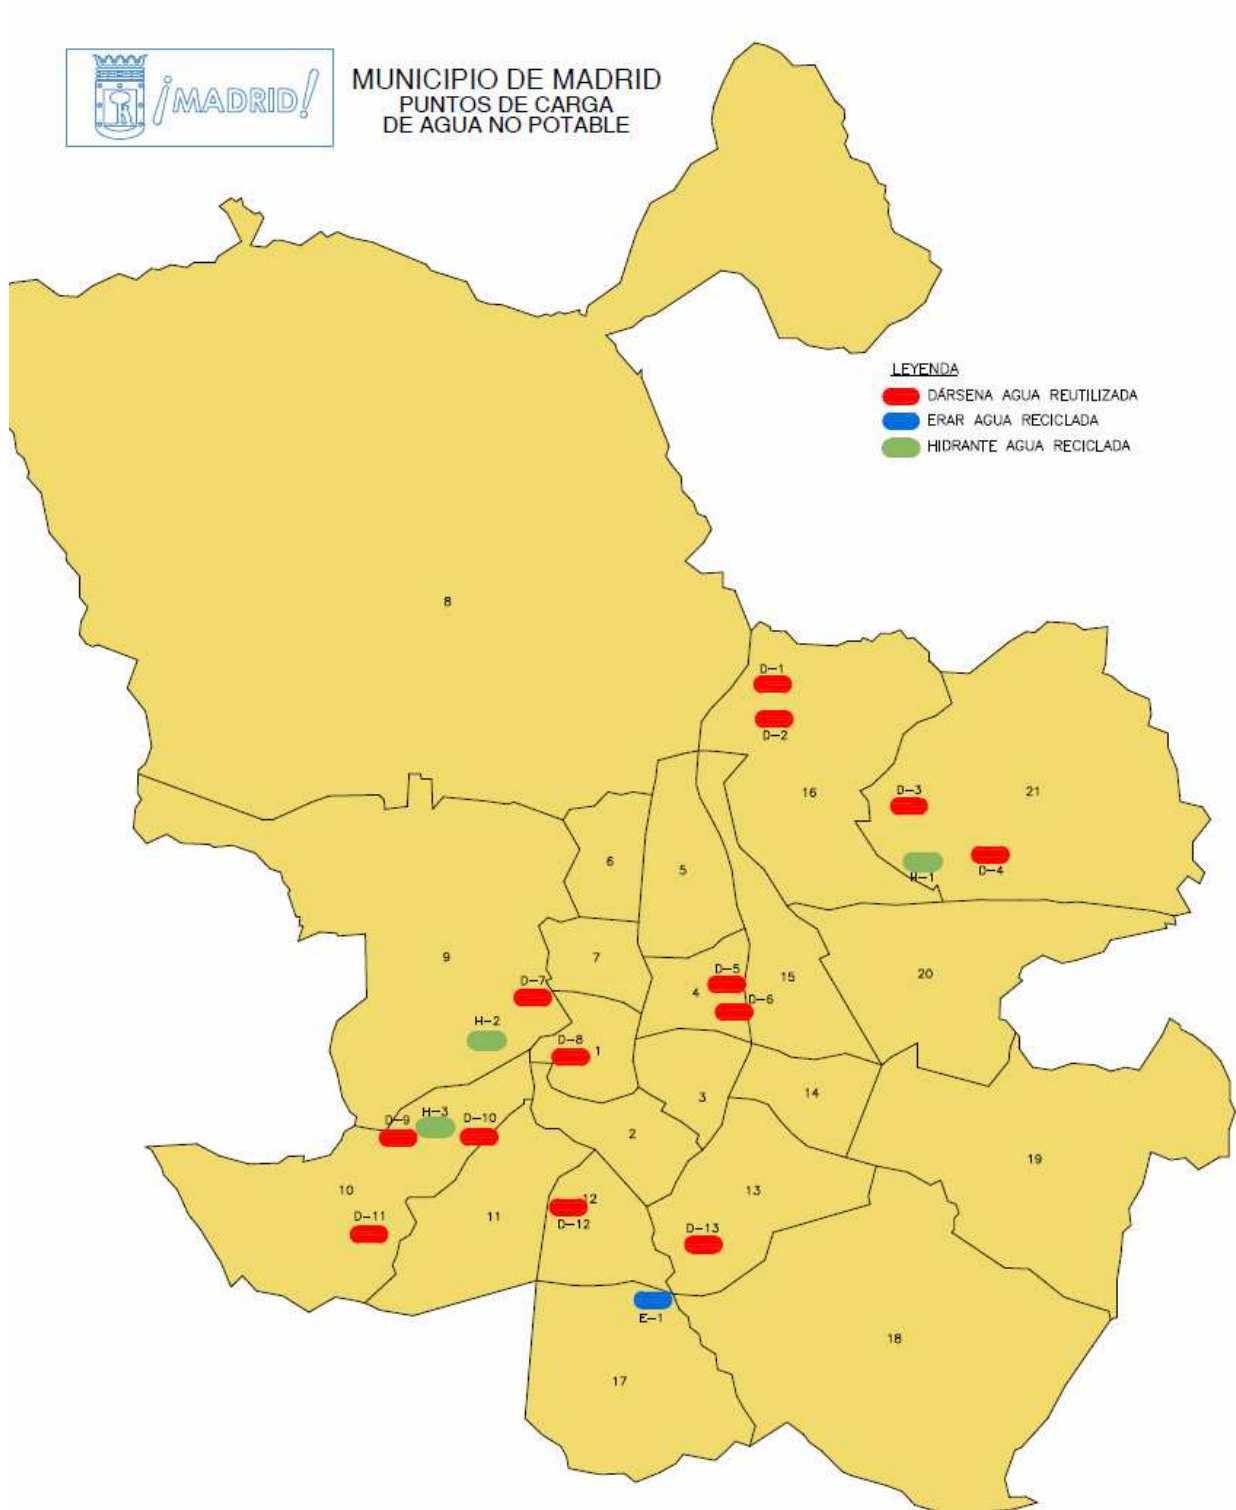 ¡MADRID!
MUNICIPIO DE MADRID
PUNTOS DE CARGA
DE AGUA NO POTABLE
LEYENDA
DÁRSENA AGUA REUTILIZADA
ERAR AGUA RECICLADA
HIDRANTE AGUA RECICLADA
8
D-1
D-2
16
D-3
21
6
5
H-1
D-4
9
7
D-7
4
D-5
15
20
D-6
H-2
D-8
1
3
14
D-9
H-3
D-10
2
19
10
11
12
13
D-11
D-12
D-13
E-1
18
17